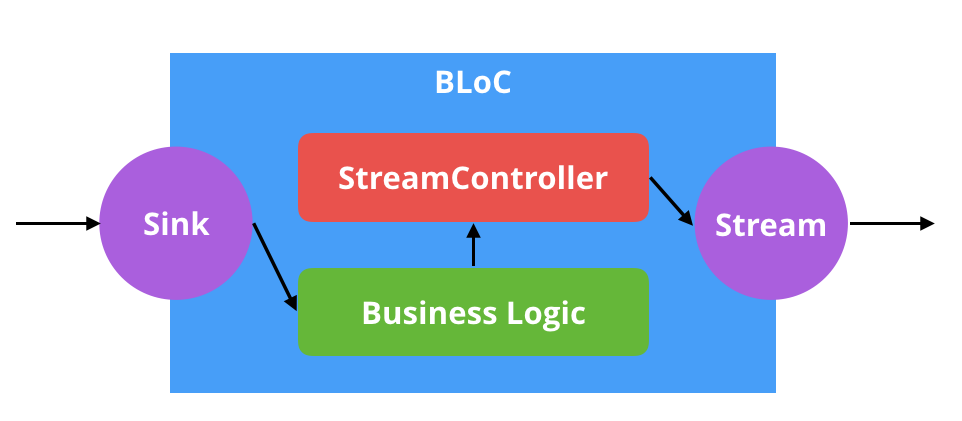 BLoC
StreamController
Sink
Stream
Business Logic